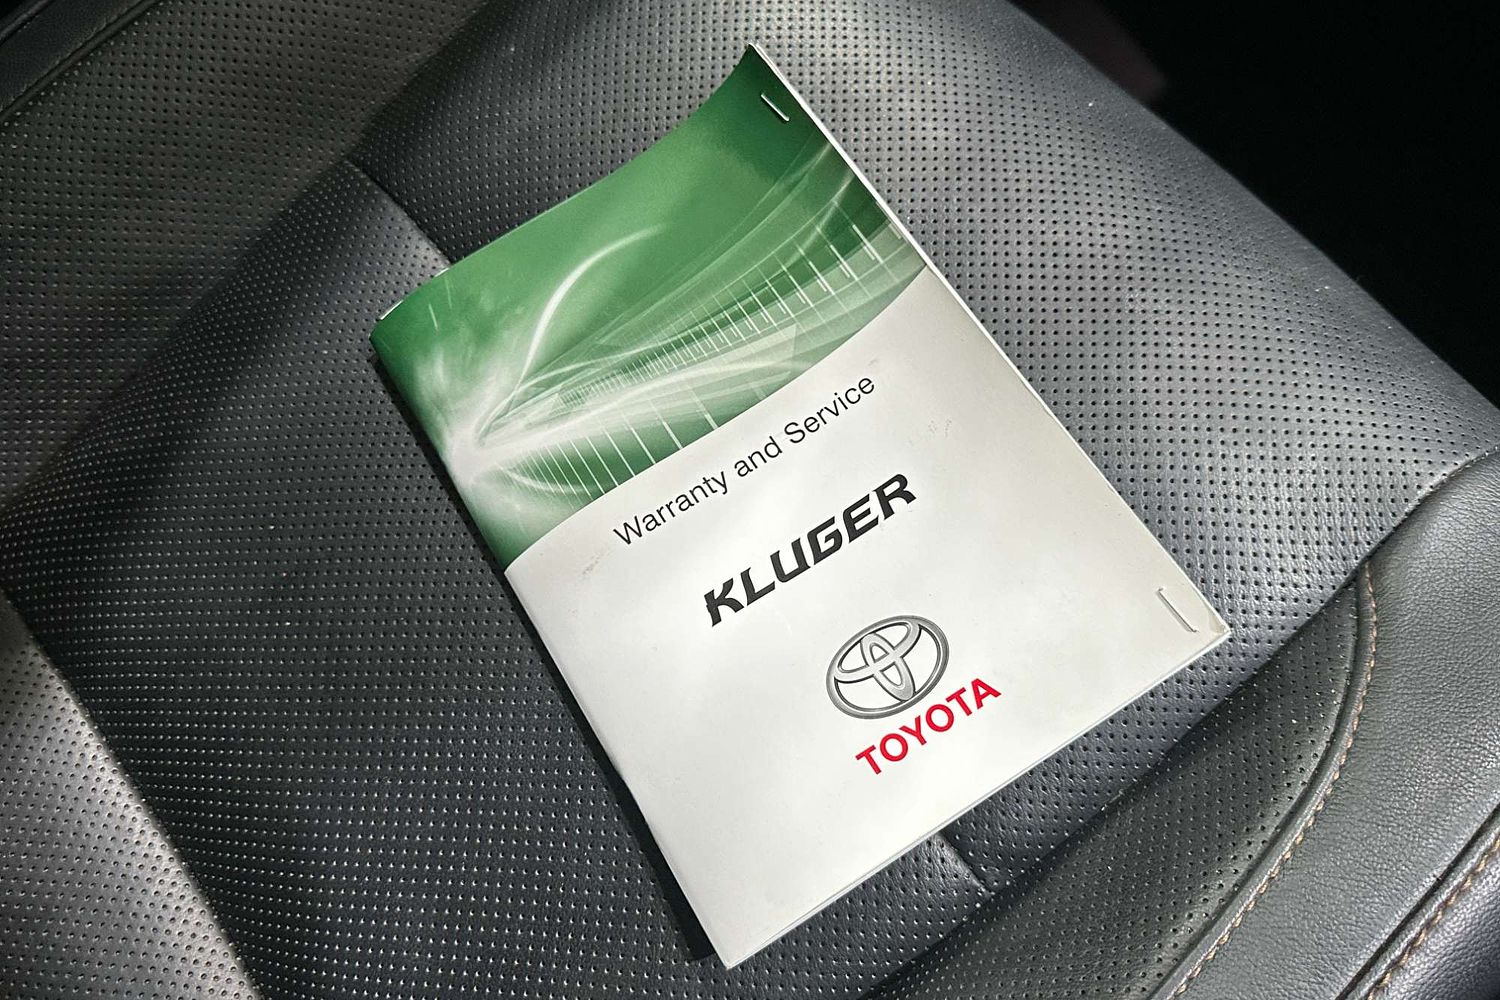 Warranty and Service
KLUGER
TOYOTA